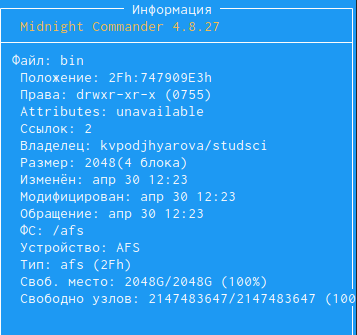 Информация
Midnight Commander 4.8.27
Файл: bin
Положение: 2Fh:747909E3h
Права: drwxr-xr-x (0755)
Attributes: unavailable
Ссылок: 2
Владелец: kvpodjhyarova/studsci
Размер: 2048(4 блока)
Изменён: апр 30 12:23
Модифицирован: апр 30 12:23
Обращение: апр 30 12:23
ФС: /afs
Устройство: AFS
Тип: afs (2Fh)
Своб. место: 2048G/2048G (100%)
Свободно узлов: 2147483647/2147483647 (100